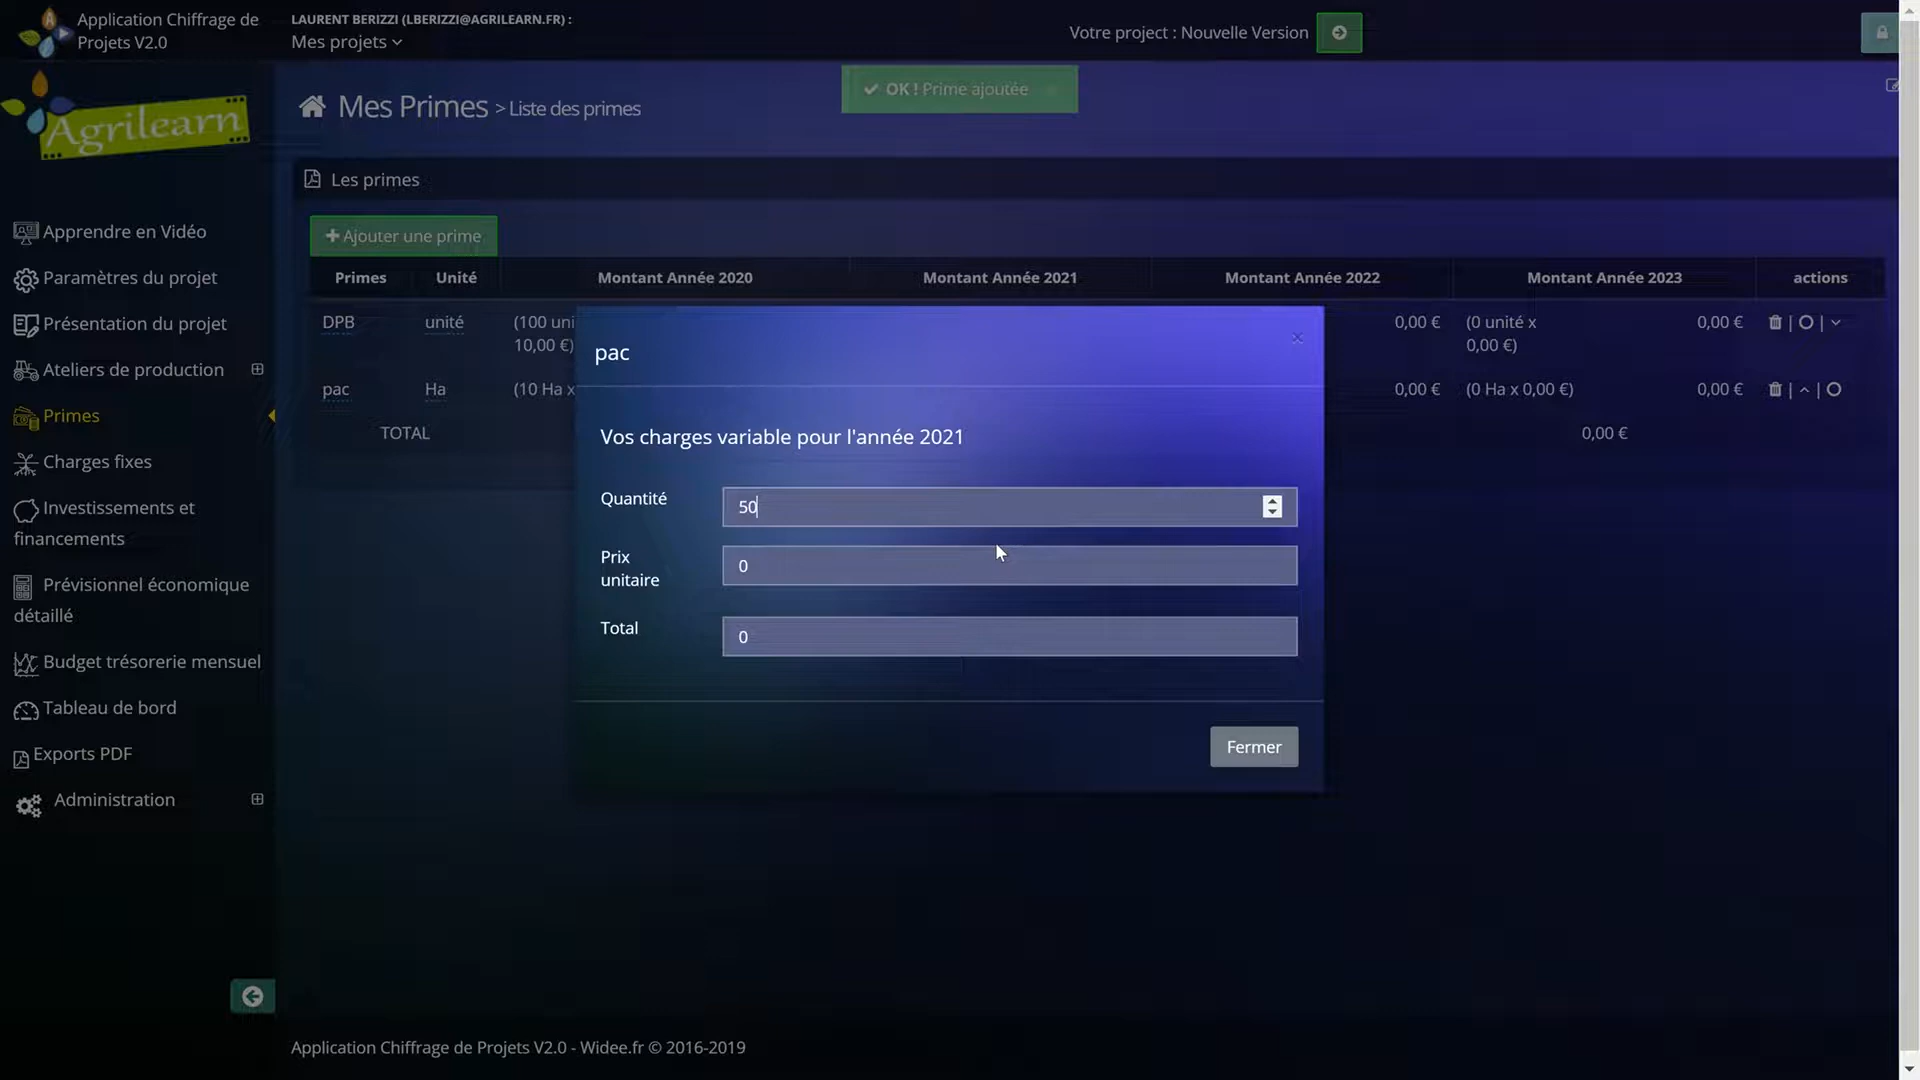 Application Chiffrage de
Projets V2.0
LAURENT BERIZZI (LBERIZZI@AGRILEARN.FR) :
Mes projets
Votre project : Nouvelle Version
OK ! Prime ajoutée
Agrilearn
Mes Primes > Liste des primes
Les primes
Ajouter une prime
Primes Unité Montant Année 2020 Montant Année 2021 Montant Année 2022 Montant Année 2023 actions
DPB unité (100 uni 0,00 € (0 unité x 0,00 €
10,00 €) 0,00 €)
pac Ha (10 Ha x 0,00 € (0 Ha x 0,00 €) 0,00 €
TOTAL 0,00 €
Apprendre en Vidéo
Paramètres du projet
Présentation du projet
Ateliers de production
Primes
Charges fixes
Investissements et
financements
Prévisionnel économique
détaillé
Budget trésorerie mensuel
Tableau de bord
Exports PDF
Administration
pac
×
Vos charges variable pour l'année 2021
Quantité 50
Prix
unitaire 0
Total 0
Fermer
Application Chiffrage de Projets V2.0 - Widee.fr © 2016-2019